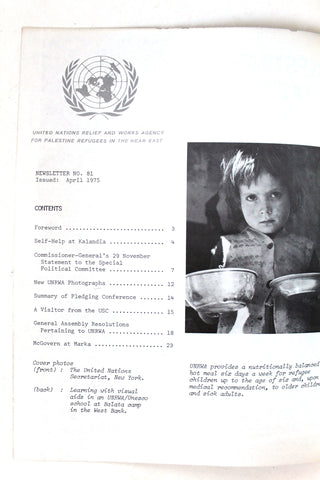 UNITED NATIONS RELIEF AND WORKS AGENCY
FOR PALESTINE REFUGEES IN THE NEAR EAST
NEWSLETTER NO. 81
Issued: April 1975
CONTENTS
Foreword ............................ 3
Self-Help at Kalandia ............... 4
Commissioner-General's 29 November
Statement to the Special
Political Committee ................. 7
New UNRWA Photographs ............... 12
Summary of Fledging Conference ...... 14
A Visitor from the USC .............. 15
General Assembly Resolutions
Pertaining to UNRWA ................. 18
McGovern at Marka ................... 23
Cover photos
(front) : The United Nations
Secretariat, New York.
(back) : Learning with visual
aids in an UNRWA/Unesco
school at Balata camp
in the West Bank.
UNRWA provides a nutritionally balanced
hot meal six days a week for refugee
children up to the age of six and, upon
medical recommendation, to older children
and sick adults.